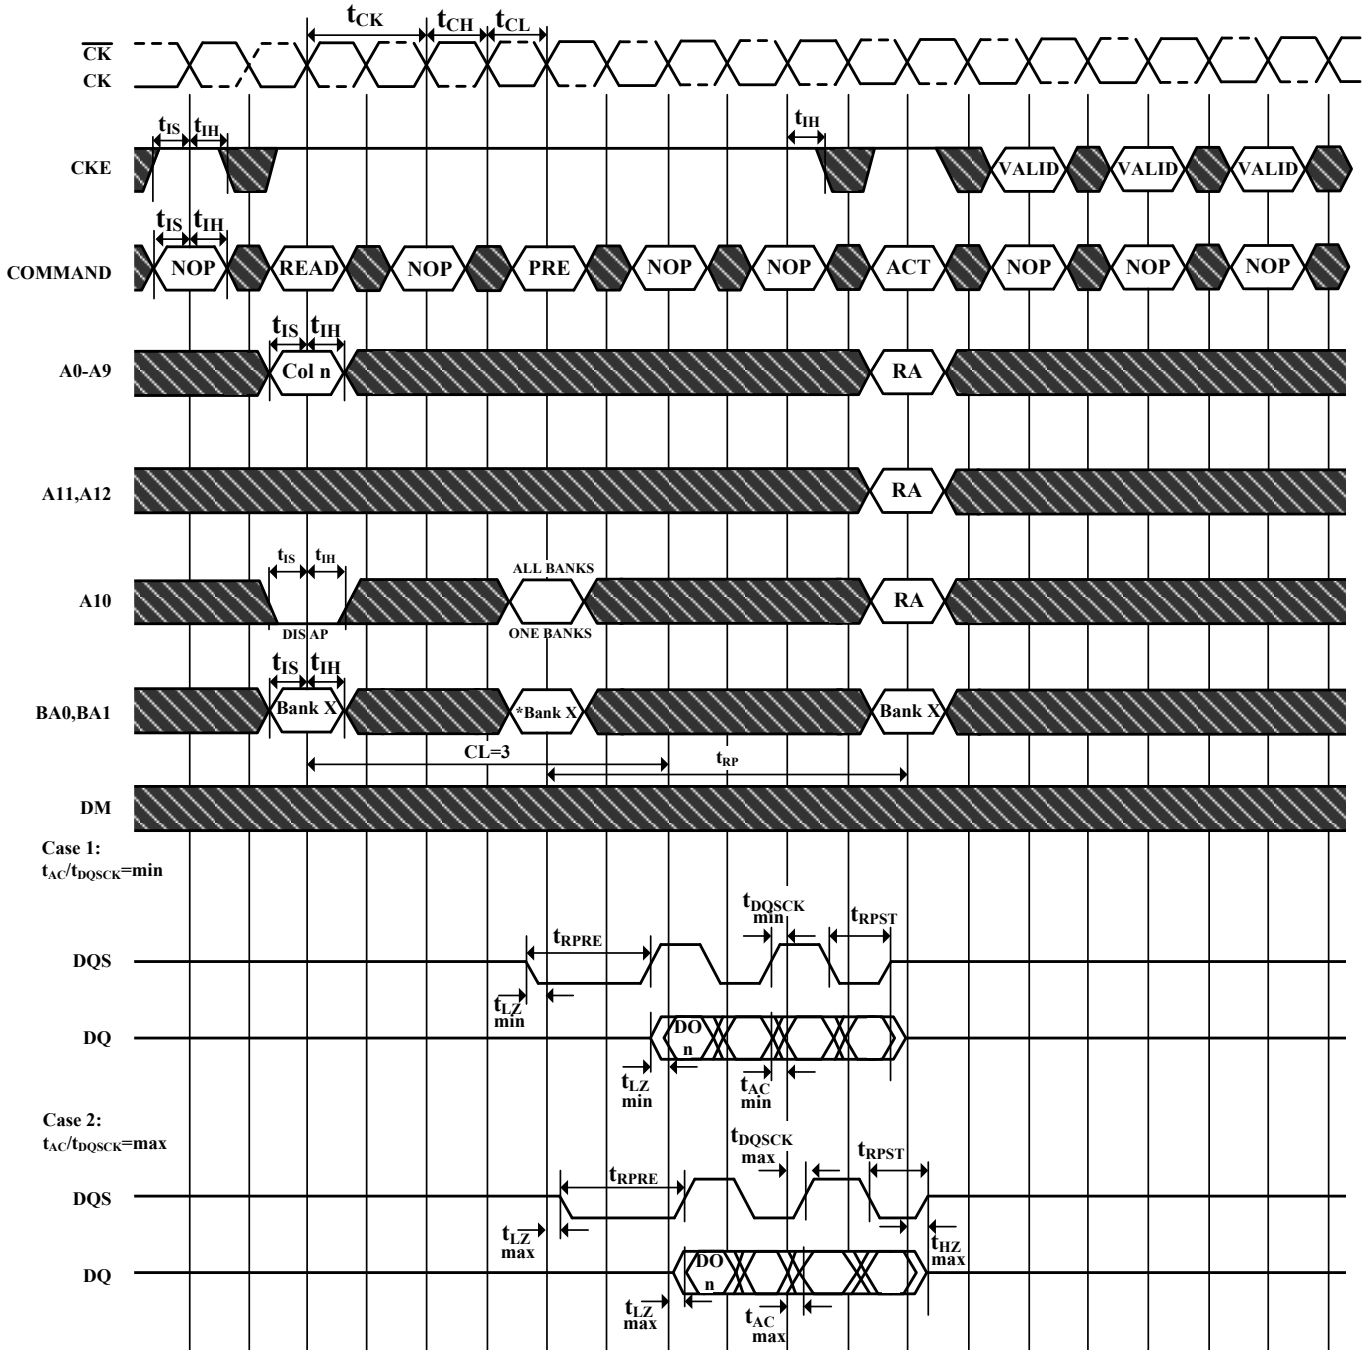 tCK tCH tCL
CK
CK
tIS tIH tIH
CKE VALID VALID VALID
tIS tIH
COMMAND NOP READ NOP PRE NOP NOP ACT NOP NOP NOP
tIS tIH
A0-A9 Col n RA
A11,A12 RA
tIS tIH ALL BANKS
A10 RA
DIS AP ONE BANKS
tIS tIH
BA0,BA1 Bank X *Bank X Bank X
CL=3 tRP
DM
Case 1:
tAC/tDQSCK=min
tDQSCK
min
tRPST
tRPRE
DQS
tLZ
min
DQ DO
n
tLZ
min
tAC
min
Case 2:
tAC/tDQSCK=max
tDQSCK
max
tRPST
tRPRE
DQS
tLZ
max
tHZ
max
DQ DO
n
tLZ
max
tAC
max